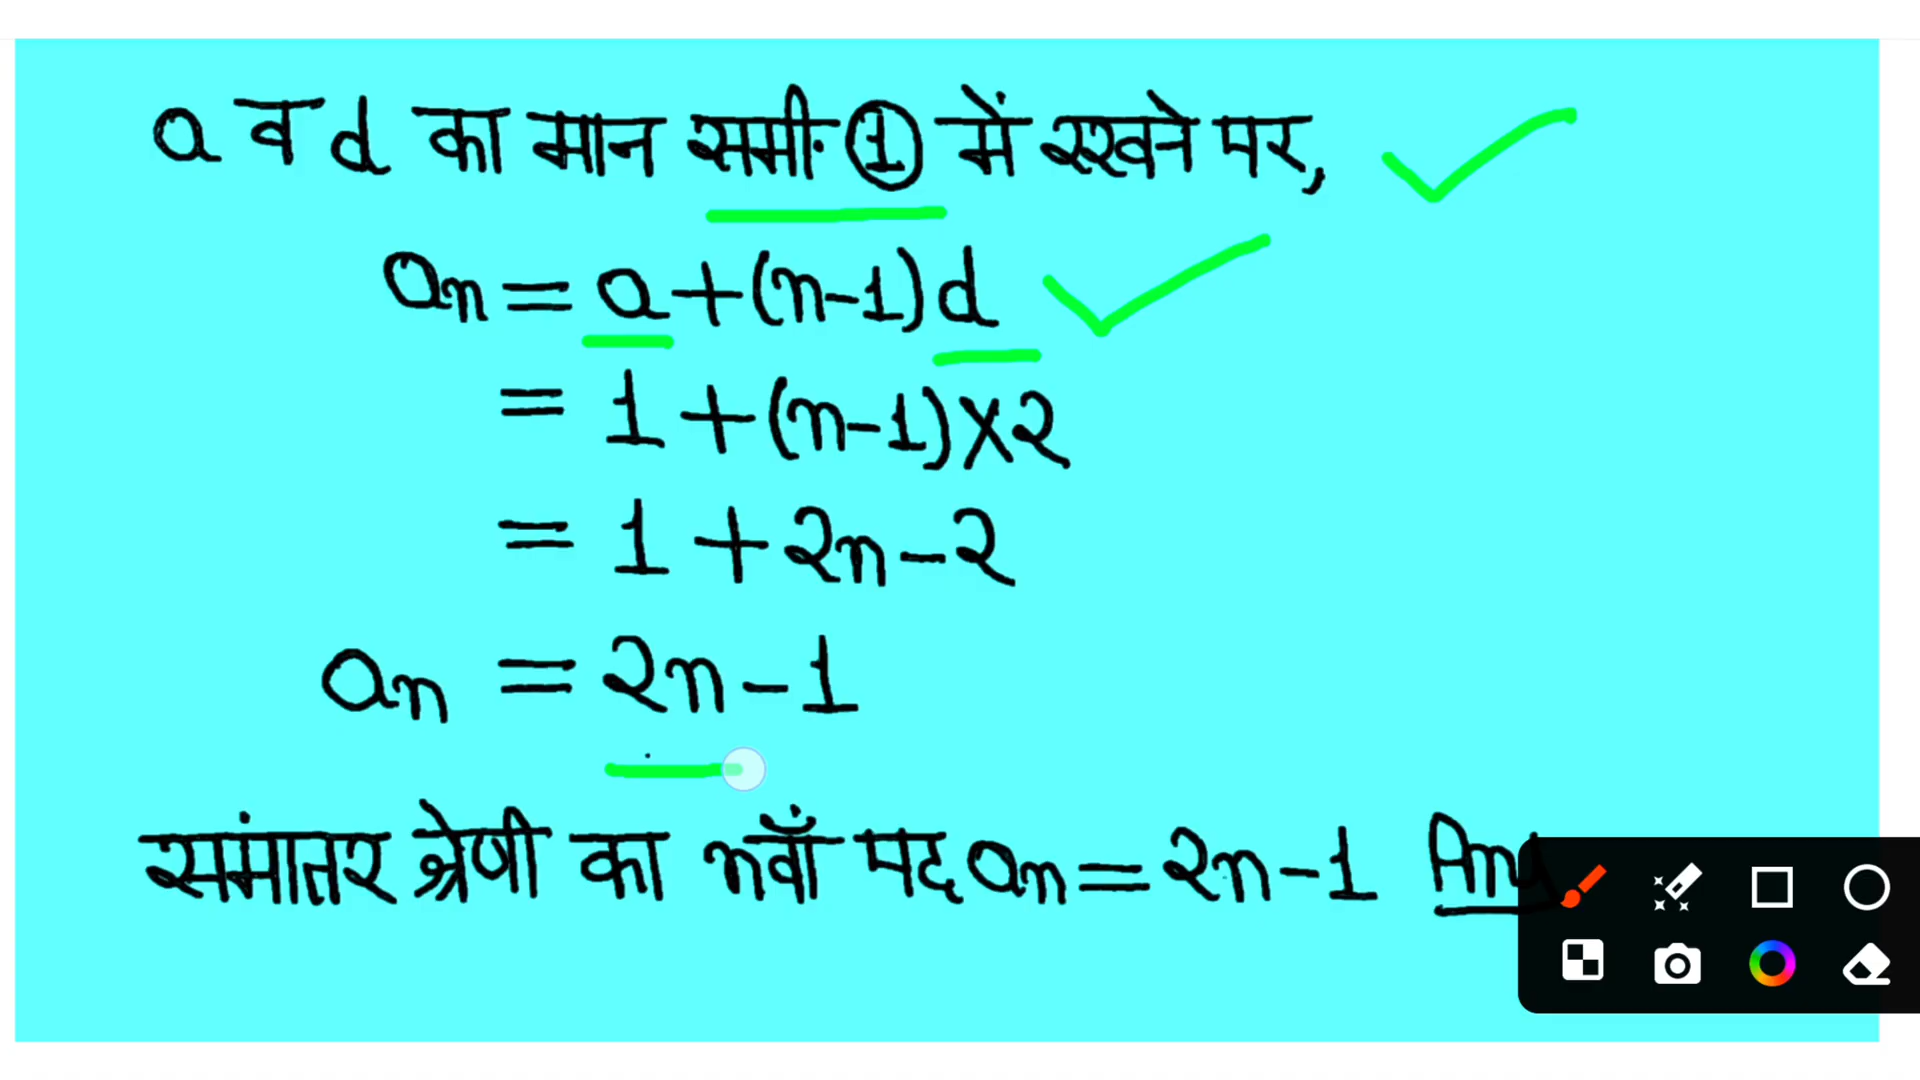 a व d का मान समी. ① में रखने पर,
an = a + (n-1) d
= 1 + (n-1) X 2
= 1 + 2n - 2
an = 2n - 1
समांतर श्रेणी का nवाँ पद an = 2n - 1 Ans